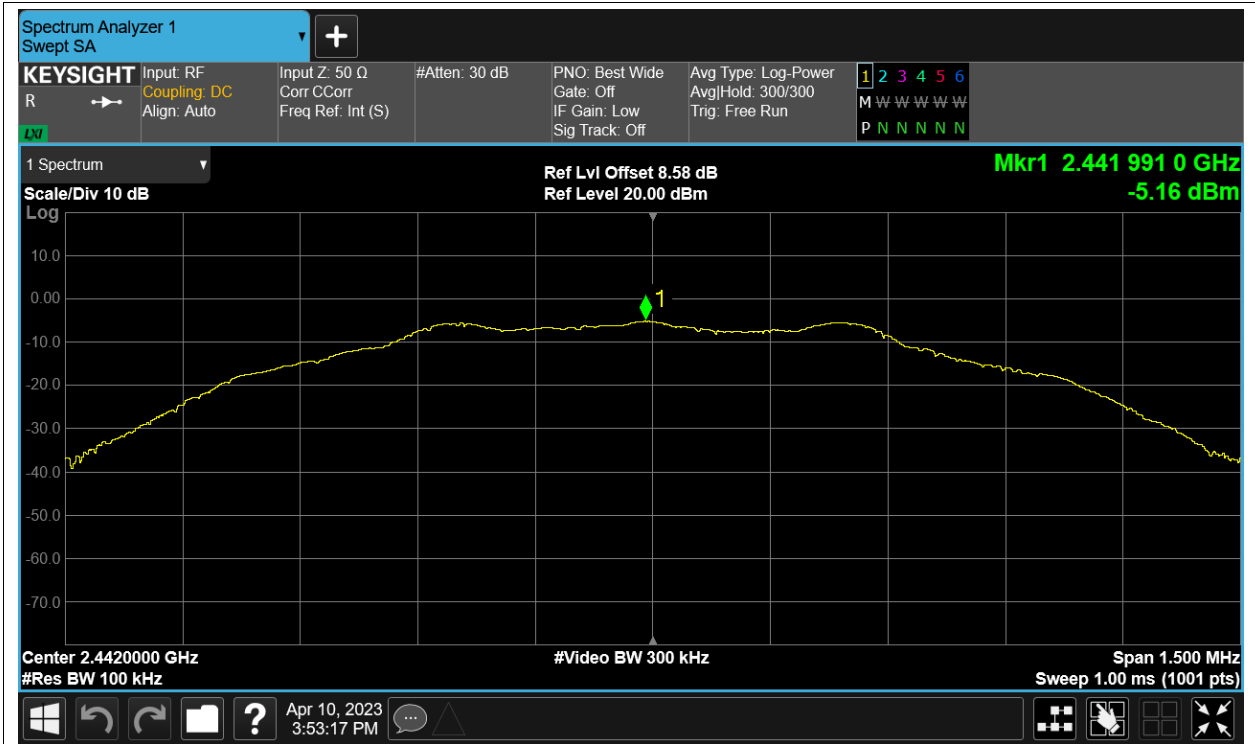 Spectrum Analyzer 1
Swept SA
+
KEYSIGHT
R
LXI
Input: RF
Coupling: DC
Align: Auto
Input Z: 50 Ω
Corr CCorr
Freq Ref: Int (S)
#Atten: 30 dB
PNO: Best Wide
Gate: Off
IF Gain: Low
Sig Track: Off
Avg Type: Log-Power
Avg|Hold: 300/300
Trig: Free Run
1 2 3 4 5 6
M W W W W W
P N N N N N
1 Spectrum
Scale/Div 10 dB
Log
Ref Lvl Offset 8.58 dB
Ref Level 20.00 dBm
Mkr1 2.441 991 0 GHz
-5.16 dBm
10.0
0.00
-10.0
-20.0
-30.0
-40.0
-50.0
-60.0
-70.0
1
Center 2.4420000 GHz
#Res BW 100 kHz
#Video BW 300 kHz
Span 1.500 MHz
Sweep 1.00 ms (1001 pts)
?
Apr 10, 2023
3:53:17 PM